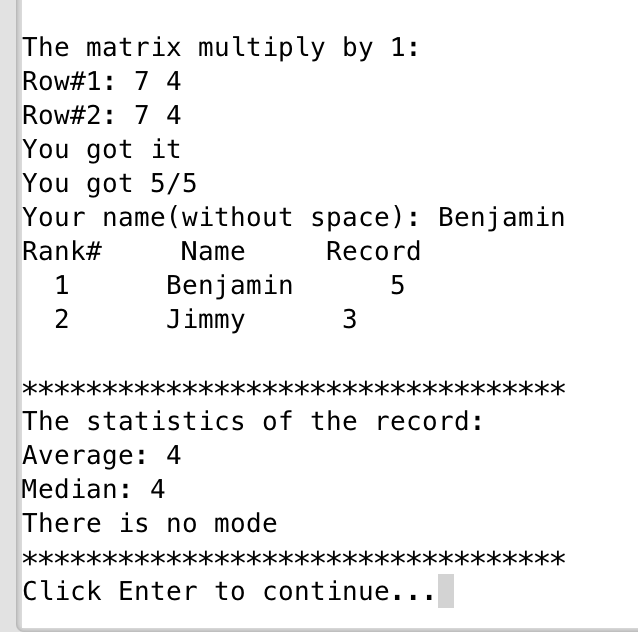 The matrix multiply by 1:
Row#1: 7 4
Row#2: 7 4
You got it
You got 5/5
Your name(without space): Benjamin
Rank#     Name     Record
  1      Benjamin      5
  2      Jimmy      3
**********************************
The statistics of the record:
Average: 4
Median: 4
There is no mode
**********************************
Click Enter to continue...